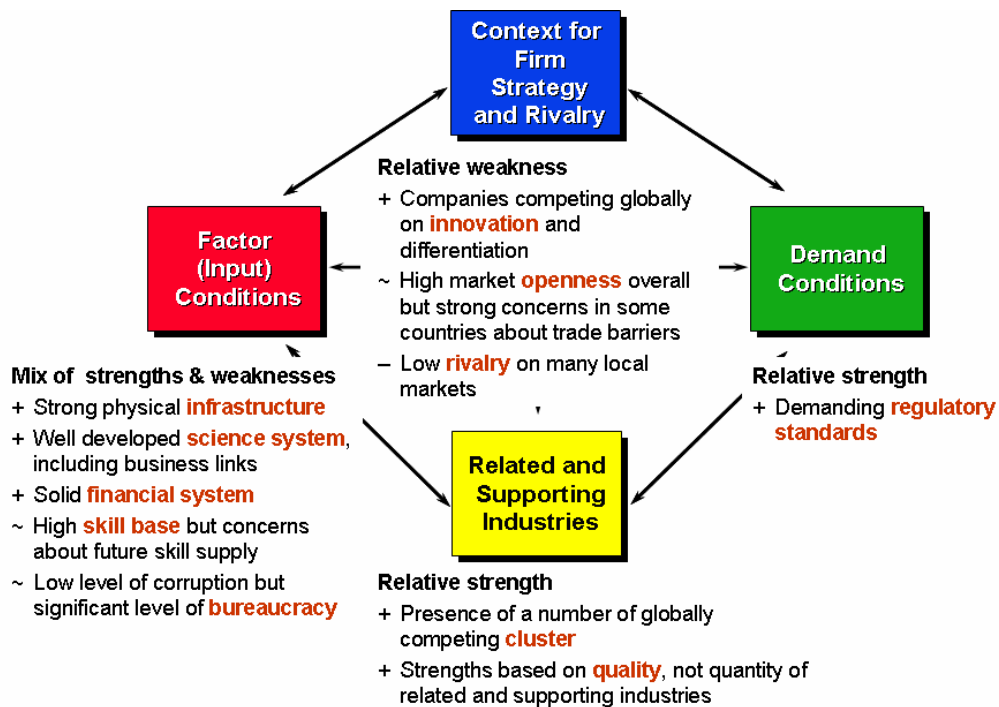 Context for
Firm
Strategy
and Rivalry
Relative weakness
+ Companies competing globally
on innovation and
differentiation
~ High market openness overall
but strong concerns in some
countries about trade barriers
– Low rivalry on many local
markets
Factor
(Input)
Conditions
Demand
Conditions
Mix of strengths & weaknesses
+ Strong physical infrastructure
+ Well developed science system,
including business links
+ Solid financial system
~ High skill base but concerns
about future skill supply
~ Low level of corruption but
significant level of bureaucracy
Relative strength
+ Demanding regulatory
standards
Related and
Supporting
Industries
Relative strength
+ Presence of a number of globally
competing cluster
+ Strengths based on quality, not quantity of
related and supporting industries